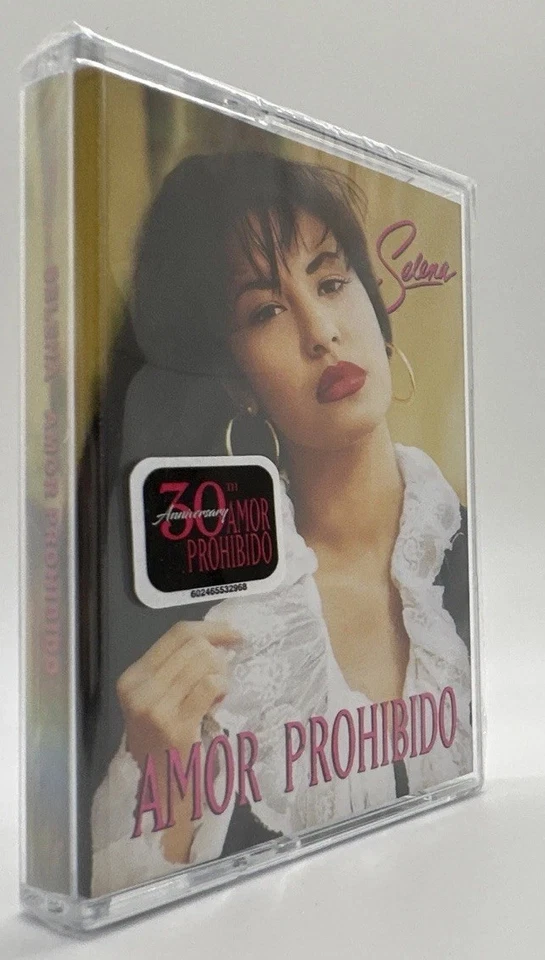 Selena
30TH
Anniversary
AMOR
PROHIBIDO
602465532968
AMOR PROHIBIDO
SELENA AMOR PROHIBIDO